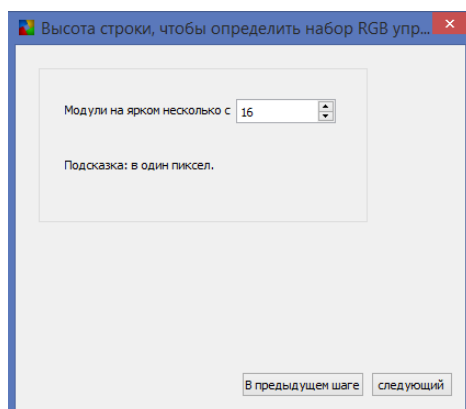 Высота строки, чтобы определить набор RGB упр...
Модули на ярком несколько с 16
Подсказка: в один пиксел.
В предыдущем шаге следующий